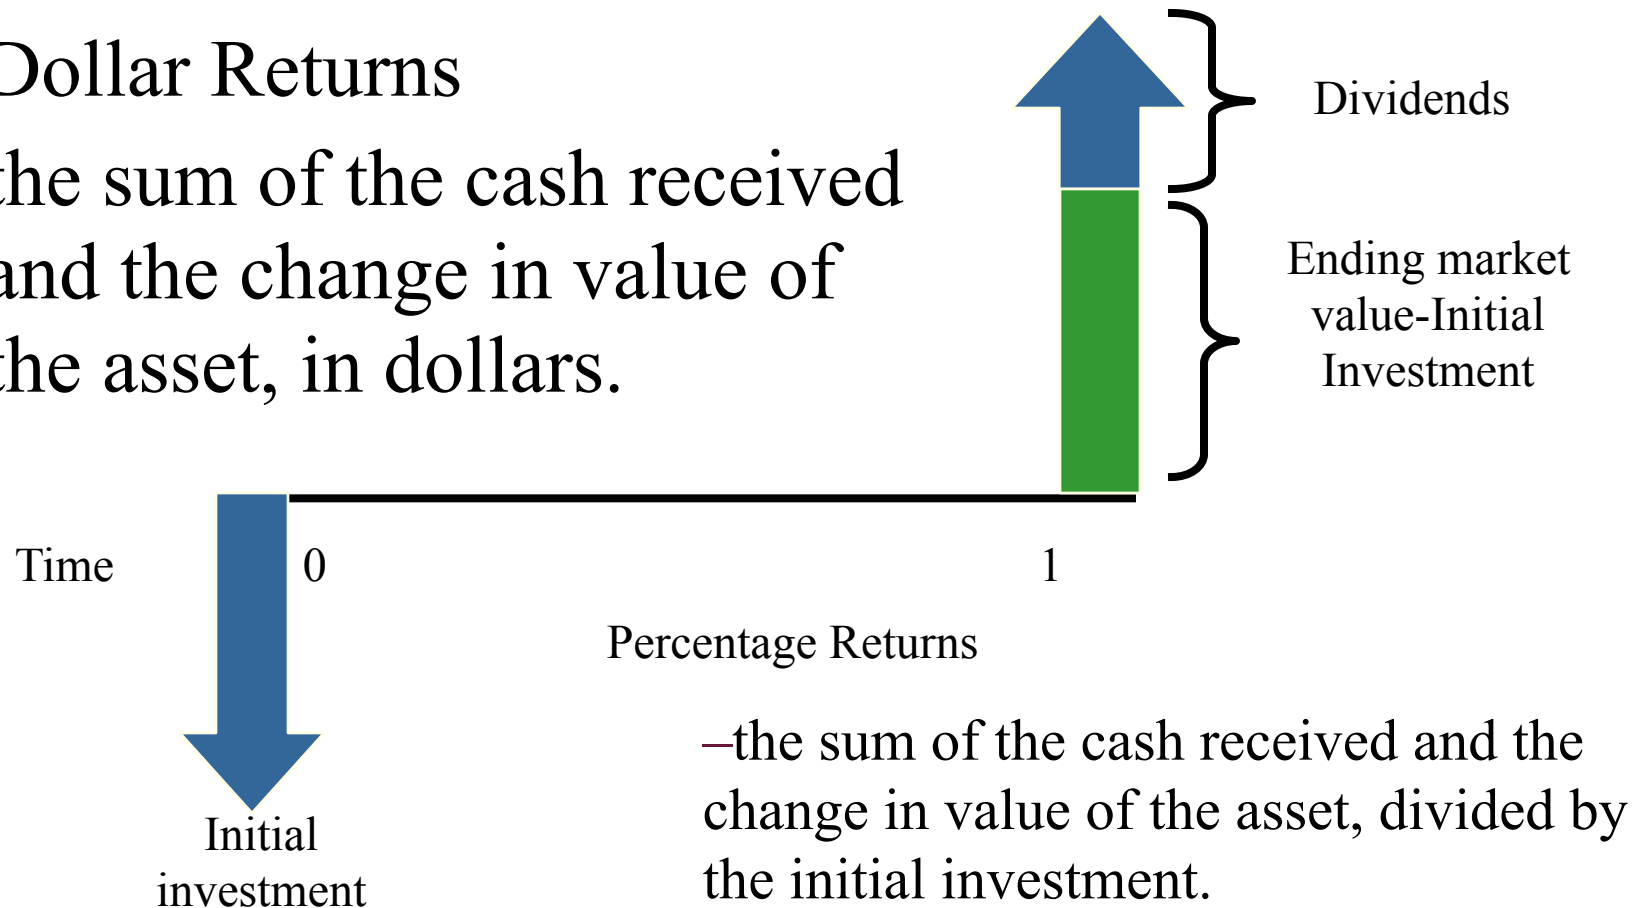 Dollar Returns
the sum of the cash received
and the change in value of
the asset, in dollars.
Dividends
Ending market
value-Initial
Investment
Time 0 1
Initial
investment
Percentage Returns
–the sum of the cash received and the
change in value of the asset, divided by
the initial investment.